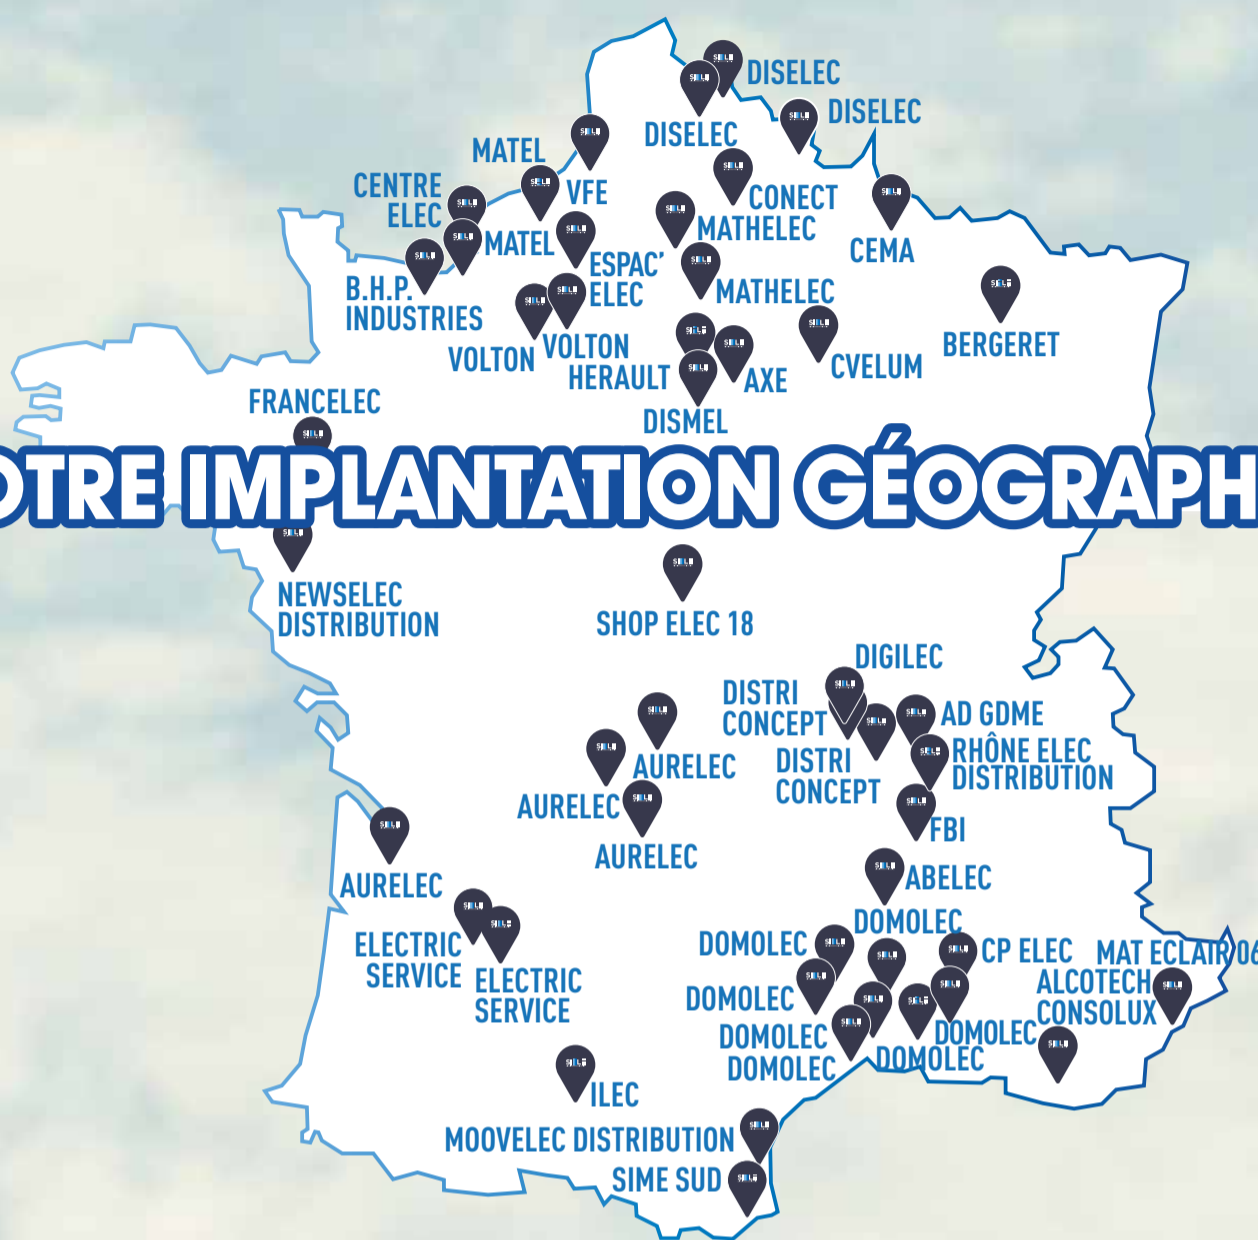 DISELEC
DISELEC
DISELEC
MATEL
VFE
CENTRE
ELEC
CONECT
MATHELEC
MATEL
CEMA
ESPAC'
ELEC
B.H.P.
INDUSTRIES
MATHELEC
BERGERET
VOLTON
VOLTON
HERAULT
AXE
CVELUM
DISMEL
FRANCELEC
OTRE IMPLANTATION GÉOGRAPH
NEWSELEC
DISTRIBUTION
SHOP ELEC 18
DIGILEC
DISTRI
CONCEPT
AD GDME
RHÔNE ELEC
DISTRIBUTION
DISTRI
CONCEPT
AURELEC
AURELEC
AURELEC
FBI
AURELEC
ABELEC
DOMOLEC
ELECTRIC
SERVICE
ELECTRIC
SERVICE
DOMOLEC
CP ELEC
MAT ECLAIR 06
ALCOTECH
CONSOLUX
DOMOLEC
DOMOLEC
DOMOLEC
DOMOLEC
DOMOLEC
ILEC
MOOVELEC DISTRIBUTION
SIME SUD